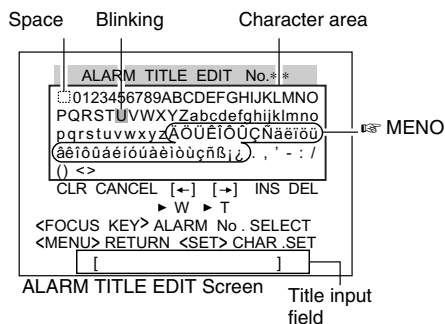 Space Blinking Character area
ALARM TITLE EDIT No.**
0123456789ABCDEFGHIJKLMNO
PQRSTUVWXYZabcdefghijklmno
pqrstuvwxyzÄÖÜÊÎÔÛÇÑäëïöü
☞ MENO
âêîôûáéíóúàèìòùçñß¡¿. , ' - : /
() <>
CLR CANCEL [←] [→] INS DEL
► W ► T
<FOCUS KEY> ALARM No . SELECT
<MENU> RETURN <SET> CHAR .SET
[ ]
ALARM TITLE EDIT Screen
Title input
field